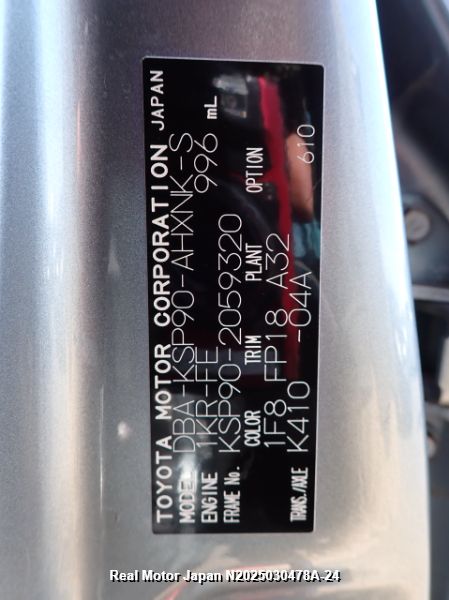 TOYOTA MOTOR CORPORATION JAPAN
MODEL DBA-KSP90-AHXNK-S
ENGINE 1KR-FE 996 mL
FRAME No. KSP90-2059320
COLOR TRIM PLANT OPTION
1F8 FP18 A32 610
TRANS./AXLE K410 -04A
Real Motor Japan N2025030478A-24